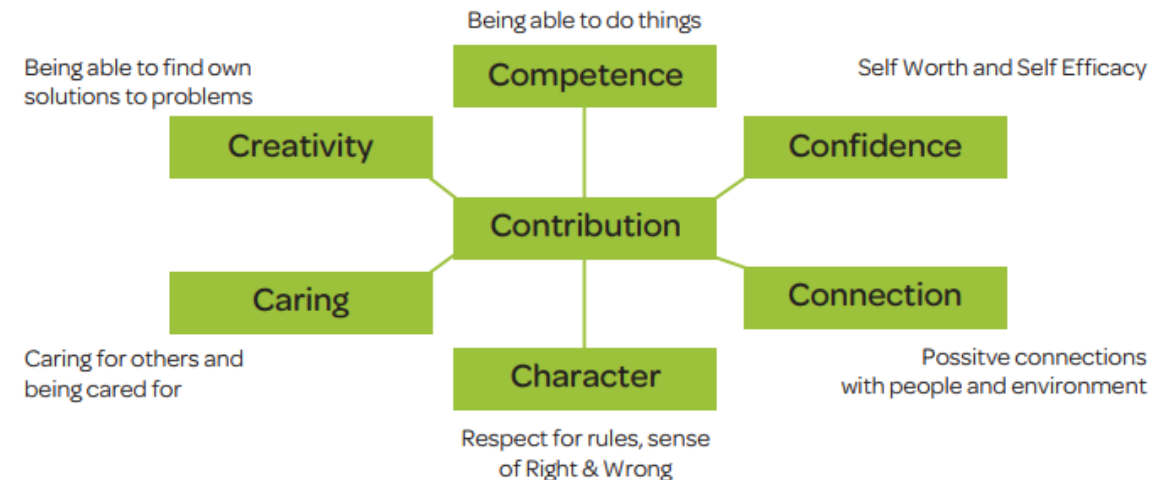 Being able to do things
Competence
Being able to find own
solutions to problems
Creativity
Self Worth and Self Efficacy
Confidence
Contribution
Caring
Caring for others and
being cared for
Connection
Possitve connections
with people and environment
Character
Respect for rules, sense
of Right & Wrong